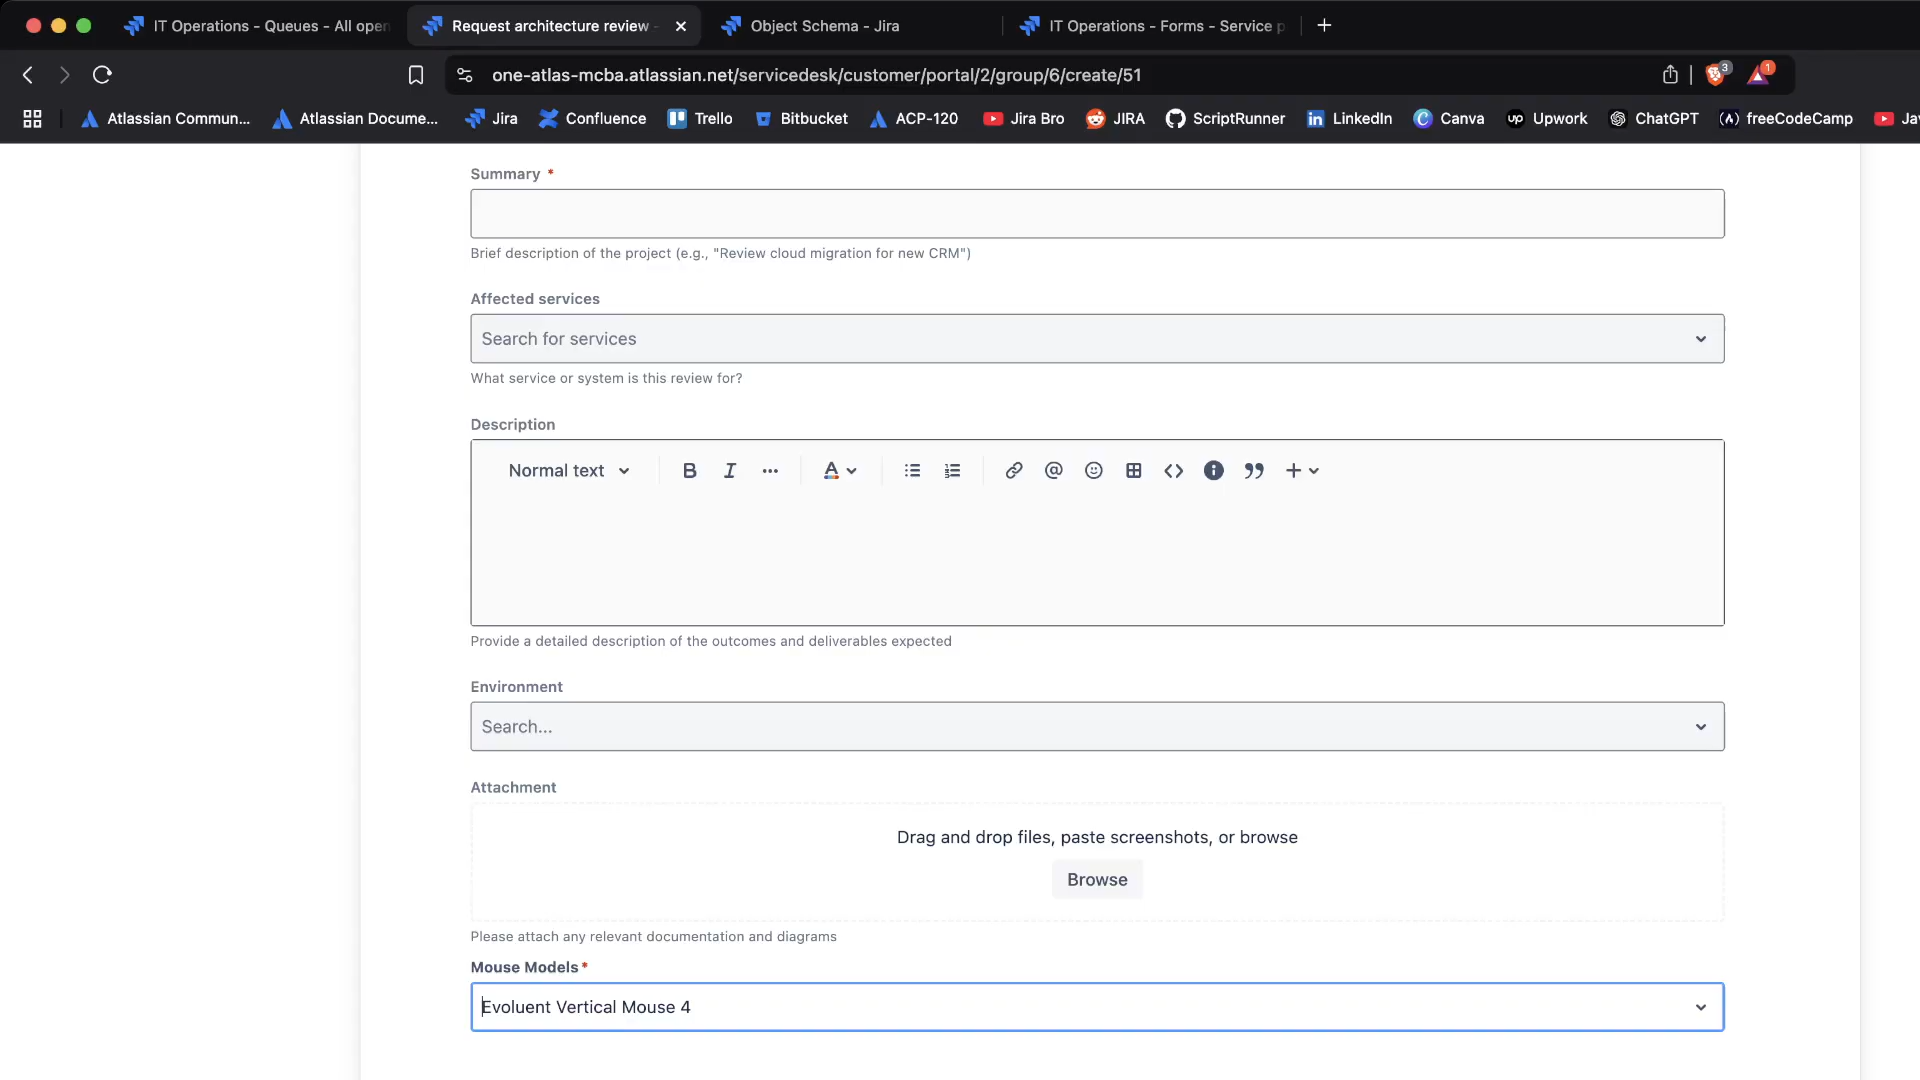 IT Operations - Queues - All open
Request architecture review -
Object Schema - Jira
IT Operations - Forms - Service p
one-atlas-mcba.atlassian.net/servicedesk/customer/portal/2/group/6/create/51
3
1
Atlassian Commun...
Atlassian Docume...
Jira
Confluence
Trello
Bitbucket
ACP-120
Jira Bro
JIRA
ScriptRunner
LinkedIn
Canva
Upwork
ChatGPT
freeCodeCamp
Jav
Summary *
Brief description of the project (e.g., "Review cloud migration for new CRM")
Affected services
Search for services
What service or system is this review for?
Description
Normal text
Provide a detailed description of the outcomes and deliverables expected
Environment
Search...
Attachment
Drag and drop files, paste screenshots, or browse
Browse
Please attach any relevant documentation and diagrams
Mouse Models *
Evoluent Vertical Mouse 4